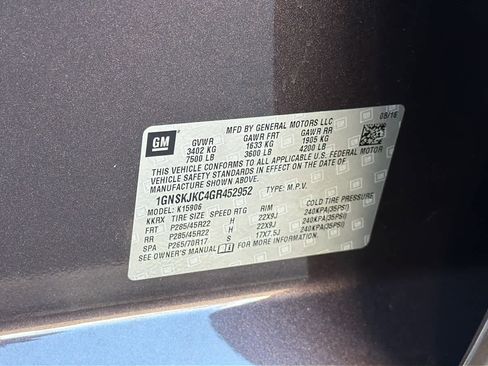 GM
MFD BY GENERAL MOTORS LLC
08/16
GVWR GAWR FRT GAWR RR
3402 KG 1633 KG 1905 KG
7500 LB 3600 LB 4200 LB
THIS VEHICLE CONFORMS TO ALL APPLICABLE U.S. FEDERAL MOTOR
VEHICLE SAFETY STANDARDS IN EFFECT ON THE DATE OF
MANUFACTURE SHOWN ABOVE.
1GNSKJKC4GR452952 TYPE: M.P.V.
MODEL: K15906
KKRX TIRE SIZE SPEED RTG RIM COLD TIRE PRESSURE
FRT P285/45R22 H 22X9J 240KPA(35PSI)
RR P285/45R22 H 22X9J 240KPA(35PSI)
SPA P265/70R17 17X7.5J 240KPA(35PSI)
SEE OWNER'S MANUAL FOR MORE INFORMATION.